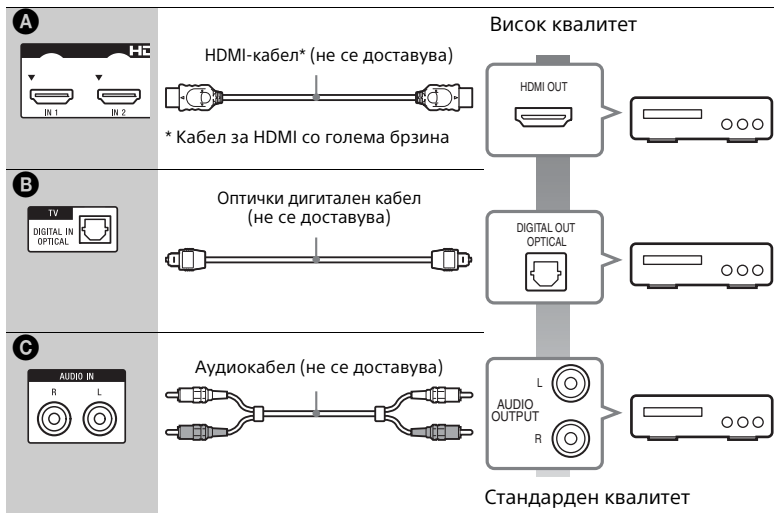 A
HD
IN 1
IN 2
HDMI-кабел* (не се доставува)
* Кабел за HDMI со голема брзина
Висок квалитет
HDMI OUT
B
TV
DIGITAL IN
OPTICAL
Оптички дигитален кабел
(не се доставува)
DIGITAL OUT
OPTICAL
C
AUDIO IN
R L
Аудиокабел (не се доставува)
L
AUDIO
OUTPUT
R
Стандарден квалитет